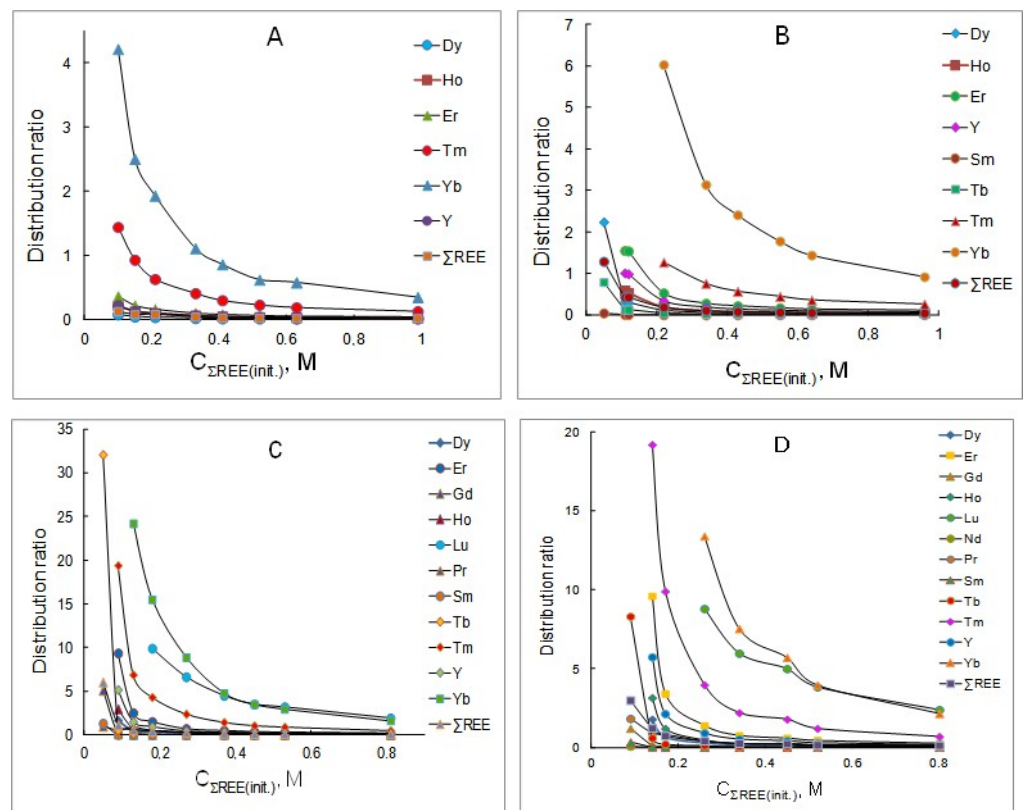 A
Distribution ratio
4
3
2
1
0
0 0.2 0.4 0.6 0.8 1
C ΣREE(init.), M
Dy
Ho
Er
Tm
Yb
Y
ΣREE
B
Distribution ratio
7
6
5
4
3
2
1
0
0 0.2 0.4 0.6 0.8 1
C ΣREE(init.), M
Dy
Ho
Er
Y
Sm
Tb
Tm
Yb
ΣREE
C
Distribution ratio
35
30
25
20
15
10
5
0
0 0.2 0.4 0.6 0.8
C ΣREE(init.), M
Dy
Er
Gd
Ho
Lu
Pr
Sm
Tb
Tm
Y
Yb
ΣREE
D
Distribution ratio
20
15
10
5
0
0 0.2 0.4 0.6 0.8
C ΣREE(init.), M
Dy
Er
Gd
Ho
Lu
Nd
Pr
Sm
Tb
Tm
Y
Yb
ΣREE